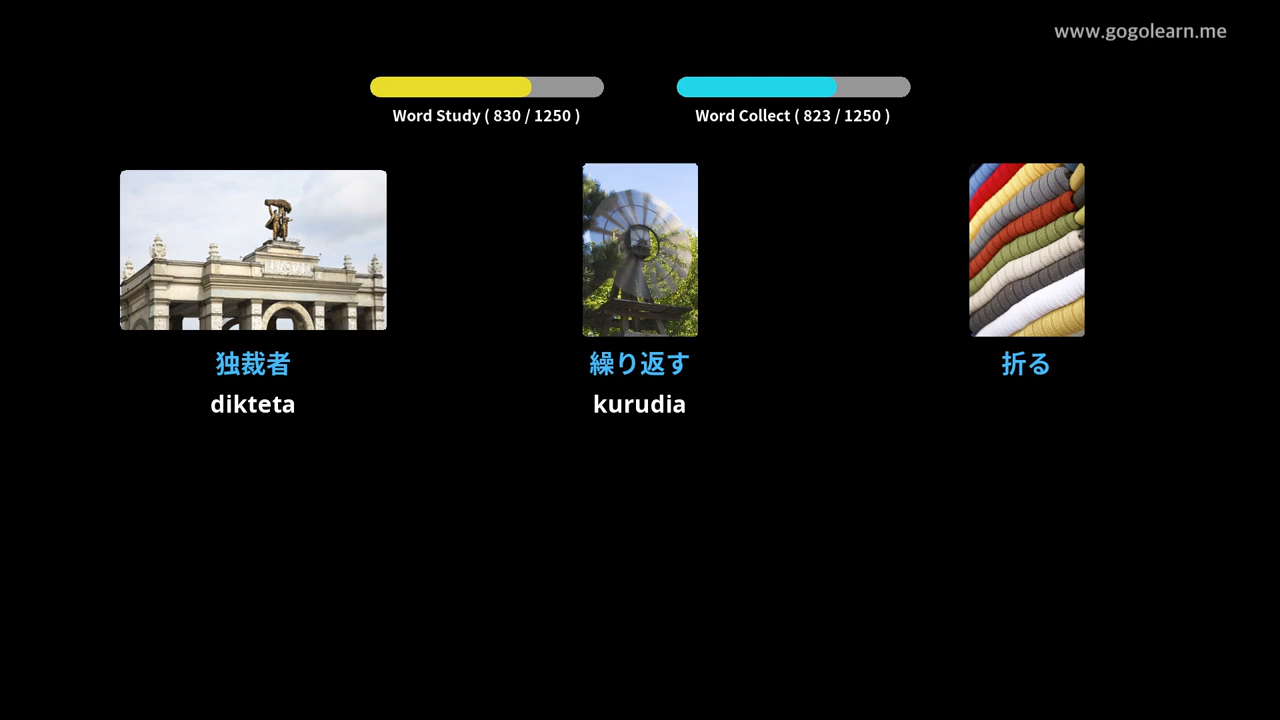 www.gogolearn.me
Word Study ( 830 / 1250 )
Word Collect ( 823 / 1250 )
独裁者
繰り返す
折る
dikteta
kurudia